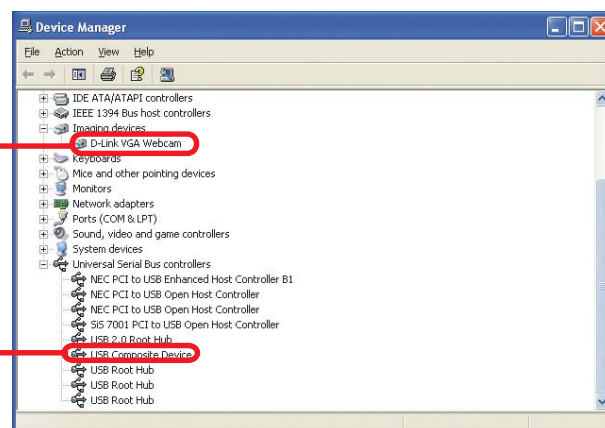 Device Manager
File Action View Help
IDE ATA/ATAPI controllers
IEEE 1394 Bus host controllers
Imaging devices
D-Link VGA Webcam
Keyboards
Mice and other pointing devices
Monitors
Network adapters
Ports (COM & LPT)
Sound, video and game controllers
System devices
Universal Serial Bus controllers
NEC PCI to USB Enhanced Host Controller B1
NEC PCI to USB Open Host Controller
NEC PCI to USB Open Host Controller
SiS 7001 PCI to USB Open Host Controller
USB 2.0 Root Hub
USB Composite Device
USB Root Hub
USB Root Hub
USB Root Hub